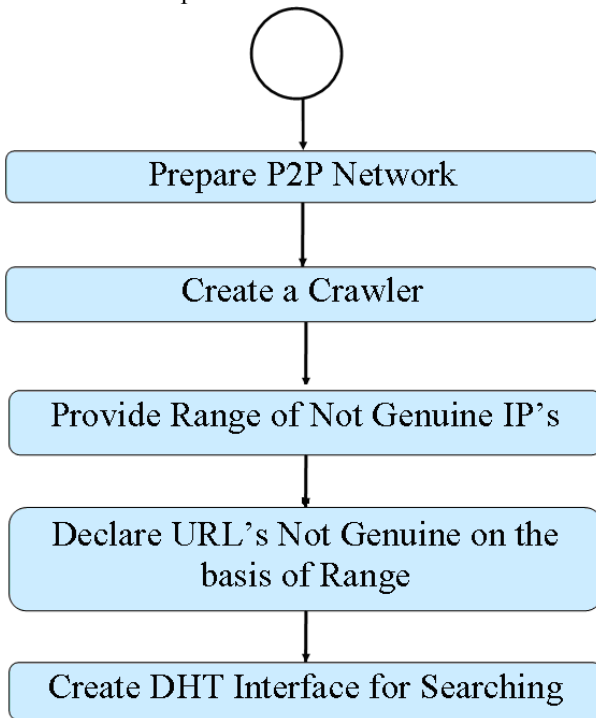 Prepare P2P Network
Create a Crawler
Provide Range of Not Genuine IP's
Declare URL's Not Genuine on the
basis of Range
Create DHT Interface for Searching